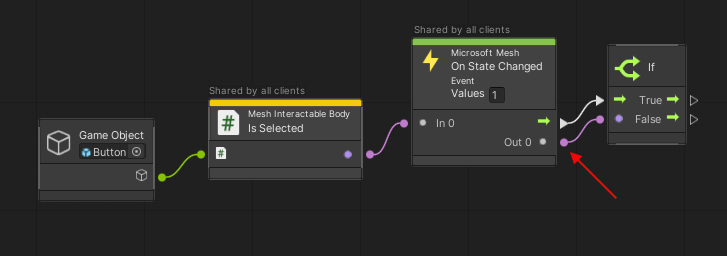 Shared by all clients
Microsoft Mesh
On State Changed
Event
Values 1
In 0
Out 0
If
True
False
Shared by all clients
# Mesh Interactable Body
Is Selected
#
Game Object
Button